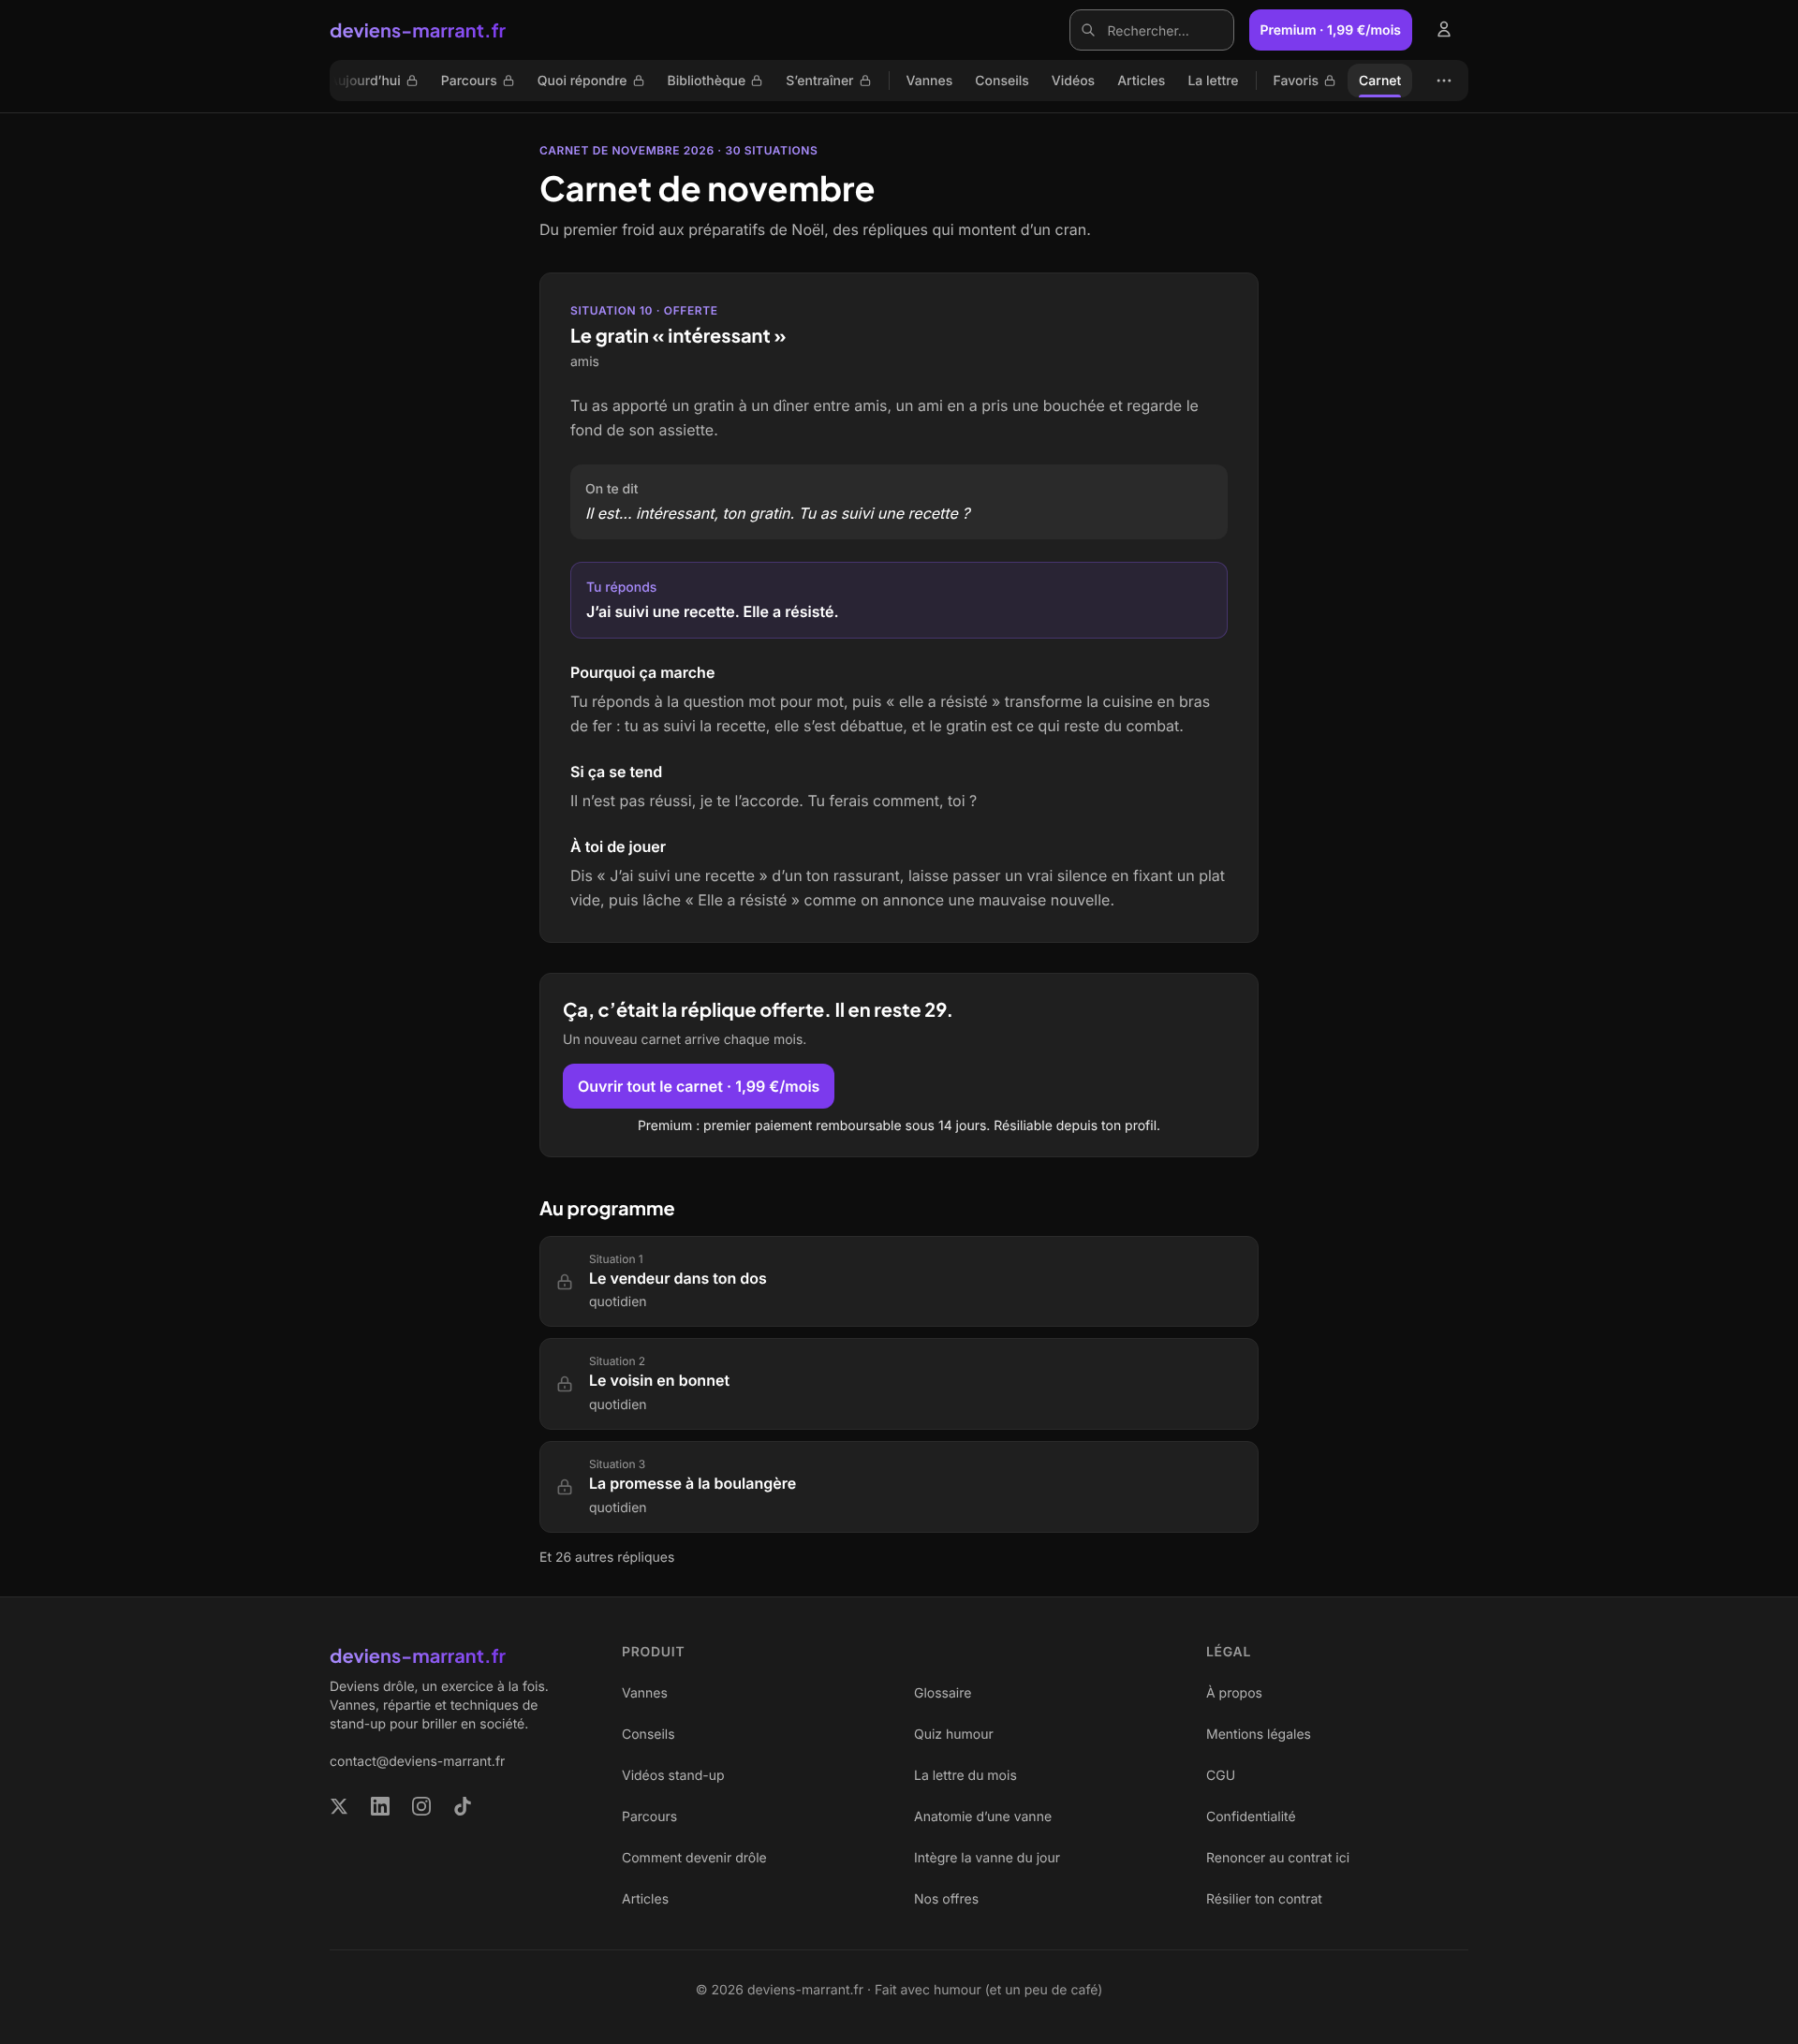 deviens-marrant.fr
Rechercher...
Premium · 1,99 €/mois
ujourd’hui
Parcours
Quoi répondre
Bibliothèque
S’entraîner
Vannes
Conseils
Vidéos
Articles
La lettre
Favoris
Carnet
CARNET DE NOVEMBRE 2026 · 30 SITUATIONS
Carnet de novembre
Du premier froid aux préparatifs de Noël, des répliques qui montent d’un cran.
SITUATION 10 · OFFERTE
Le gratin « intéressant »
amis
Tu as apporté un gratin à un dîner entre amis, un ami en a pris une bouchée et regarde le
fond de son assiette.
On te dit
Il est… intéressant, ton gratin. Tu as suivi une recette ?
Tu réponds
J’ai suivi une recette. Elle a résisté.
Pourquoi ça marche
Tu réponds à la question mot pour mot, puis « elle a résisté » transforme la cuisine en bras
de fer : tu as suivi la recette, elle s’est débattue, et le gratin est ce qui reste du combat.
Si ça se tend
Il n’est pas réussi, je te l’accorde. Tu ferais comment, toi ?
À toi de jouer
Dis « J’ai suivi une recette » d’un ton rassurant, laisse passer un vrai silence en fixant un plat
vide, puis lâche « Elle a résisté » comme on annonce une mauvaise nouvelle.
Ça, c’était la réplique offerte. Il en reste 29.
Un nouveau carnet arrive chaque mois.
Ouvrir tout le carnet · 1,99 €/mois
Premium : premier paiement remboursable sous 14 jours. Résiliable depuis ton profil.
Au programme
Situation 1
Le vendeur dans ton dos
quotidien
Situation 2
Le voisin en bonnet
quotidien
Situation 3
La promesse à la boulangère
quotidien
Et 26 autres répliques
deviens-marrant.fr
Deviens drôle, un exercice à la fois.
Vannes, répartie et techniques de
stand-up pour briller en société.
contact@deviens-marrant.fr
PRODUIT
Vannes
Conseils
Vidéos stand-up
Parcours
Comment devenir drôle
Articles
Glossaire
Quiz humour
La lettre du mois
Anatomie d’une vanne
Intègre la vanne du jour
Nos offres
LÉGAL
À propos
Mentions légales
CGU
Confidentialité
Renoncer au contrat ici
Résilier ton contrat
© 2026 deviens-marrant.fr · Fait avec humour (et un peu de café)